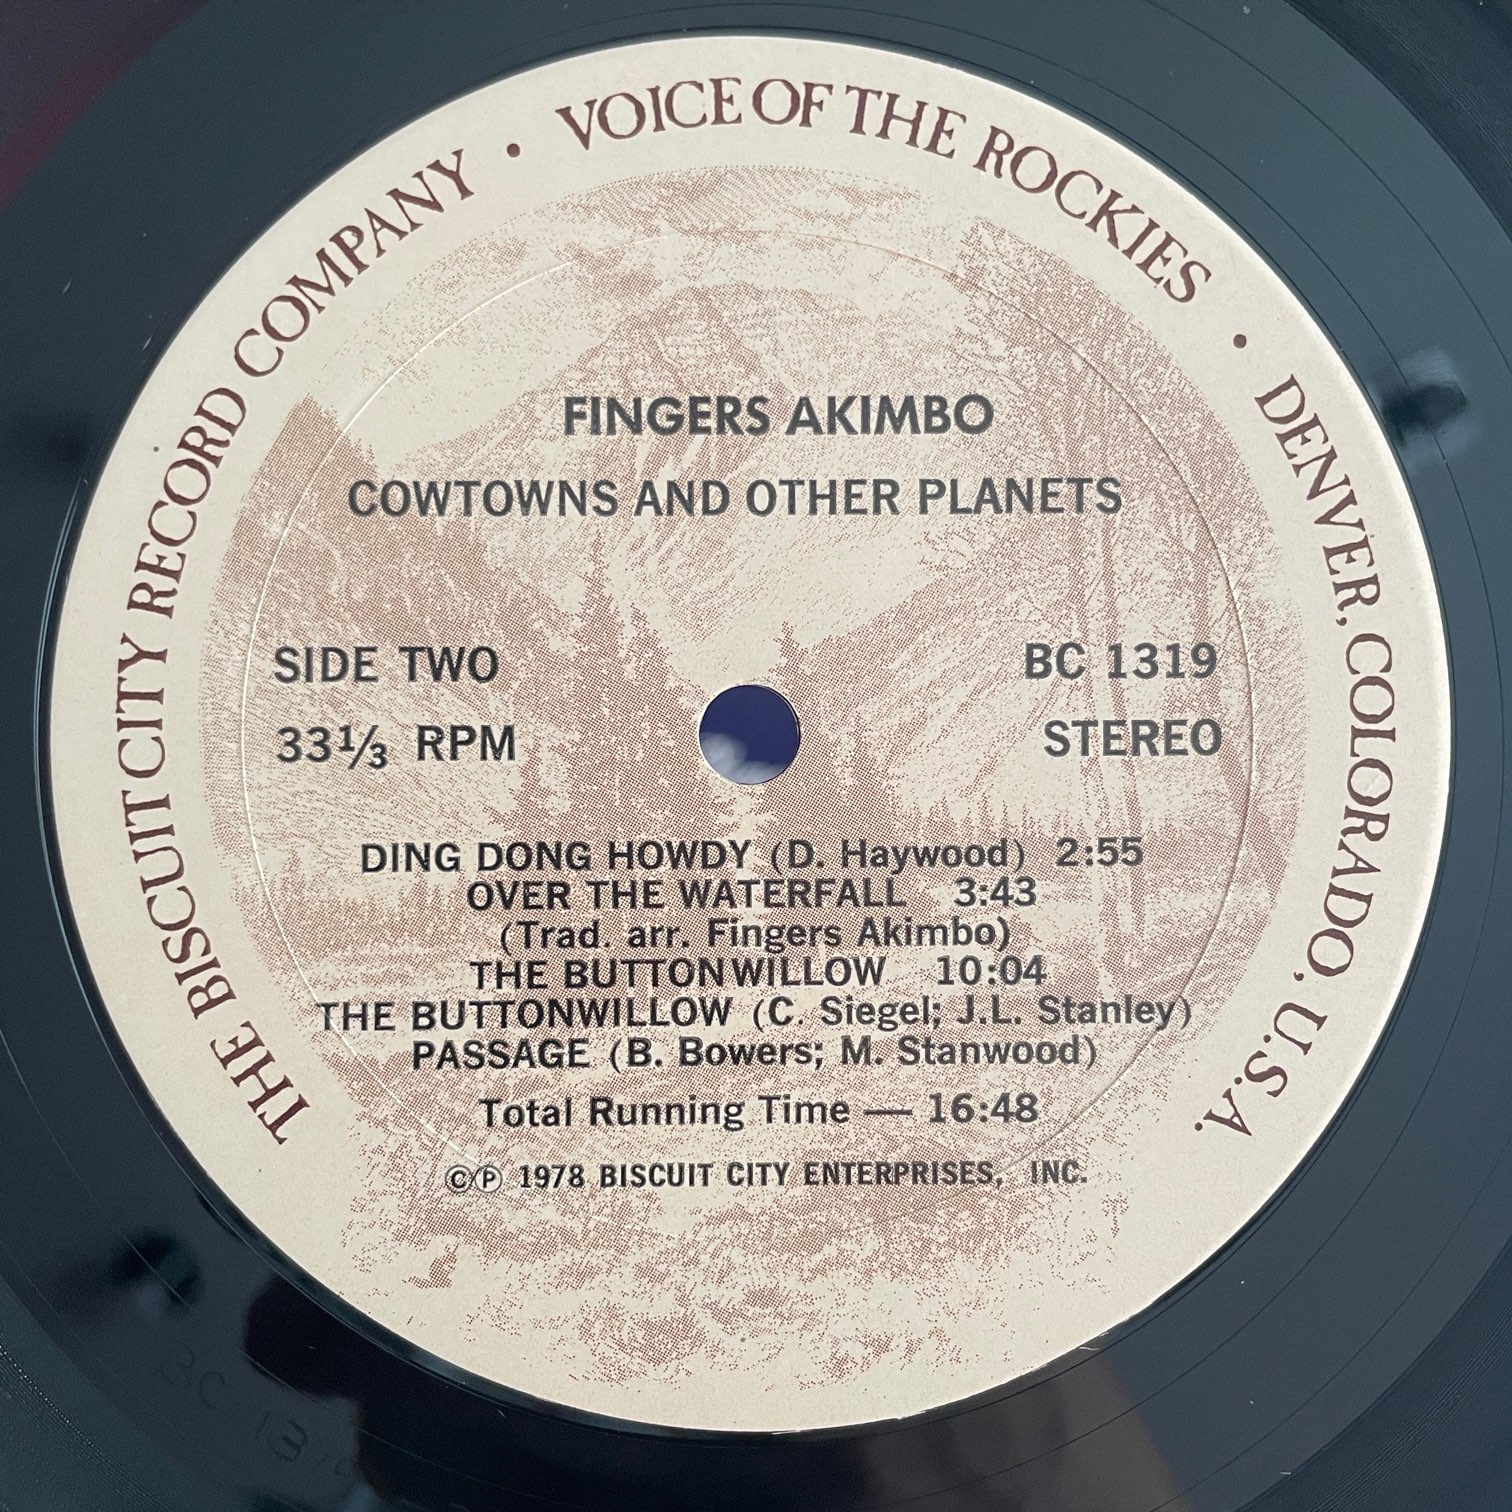 THE BISCUIT CITY RECORD COMPANY • VOICE OF THE ROCKIES • DENVER, COLORADO, U.S.A.
FINGERS AKIMBO
COWTOWNS AND OTHER PLANETS
SIDE TWO
BC 1319
33⅓ RPM
STEREO
DING DONG HOWDY (D. Haywood) 2:55
OVER THE WATERFALL 3:43
(Trad. arr. Fingers Akimbo)
THE BUTTONWILLOW 10:04
THE BUTTONWILLOW (C. Siegel; J.L. Stanley)
PASSAGE (B. Bowers; M. Stanwood)
Total Running Time — 16:48
©℗ 1978 BISCUIT CITY ENTERPRISES, INC.